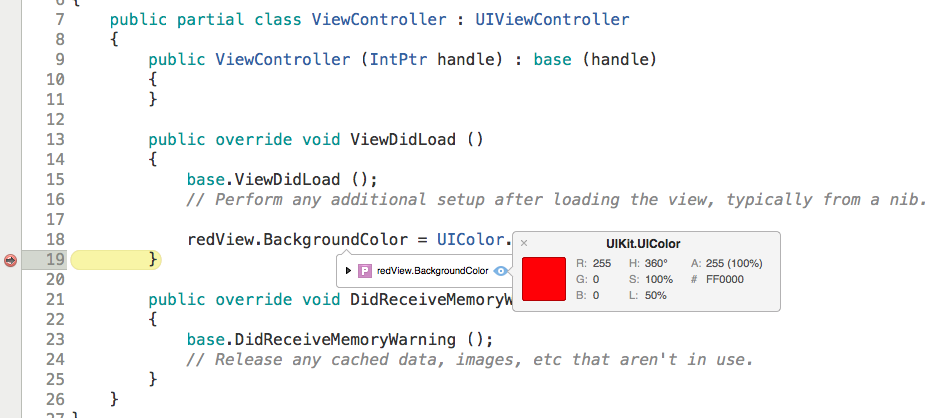 6 {
7 public partial class ViewController : UIViewController
8 {
9 public ViewController (IntPtr handle) : base (handle)
10 {
11 }
12
13 public override void ViewDidLoad ()
14 {
15 base.ViewDidLoad ();
16 // Perform any additional setup after loading the view, typically from a nib.
17
18 redView.BackgroundColor = UIColor.
19 }
20
21 public override void DidReceiveMemoryW
22 {
23 base.DidReceiveMemoryWarning ();
24 // Release any cached data, images, etc that aren't in use.
25 }
26 }
27 }
P redView.BackgroundColor
× UIKit.UIColor
R: 255 H: 360° A: 255 (100%)
G: 0 S: 100% # FF0000
B: 0 L: 50%